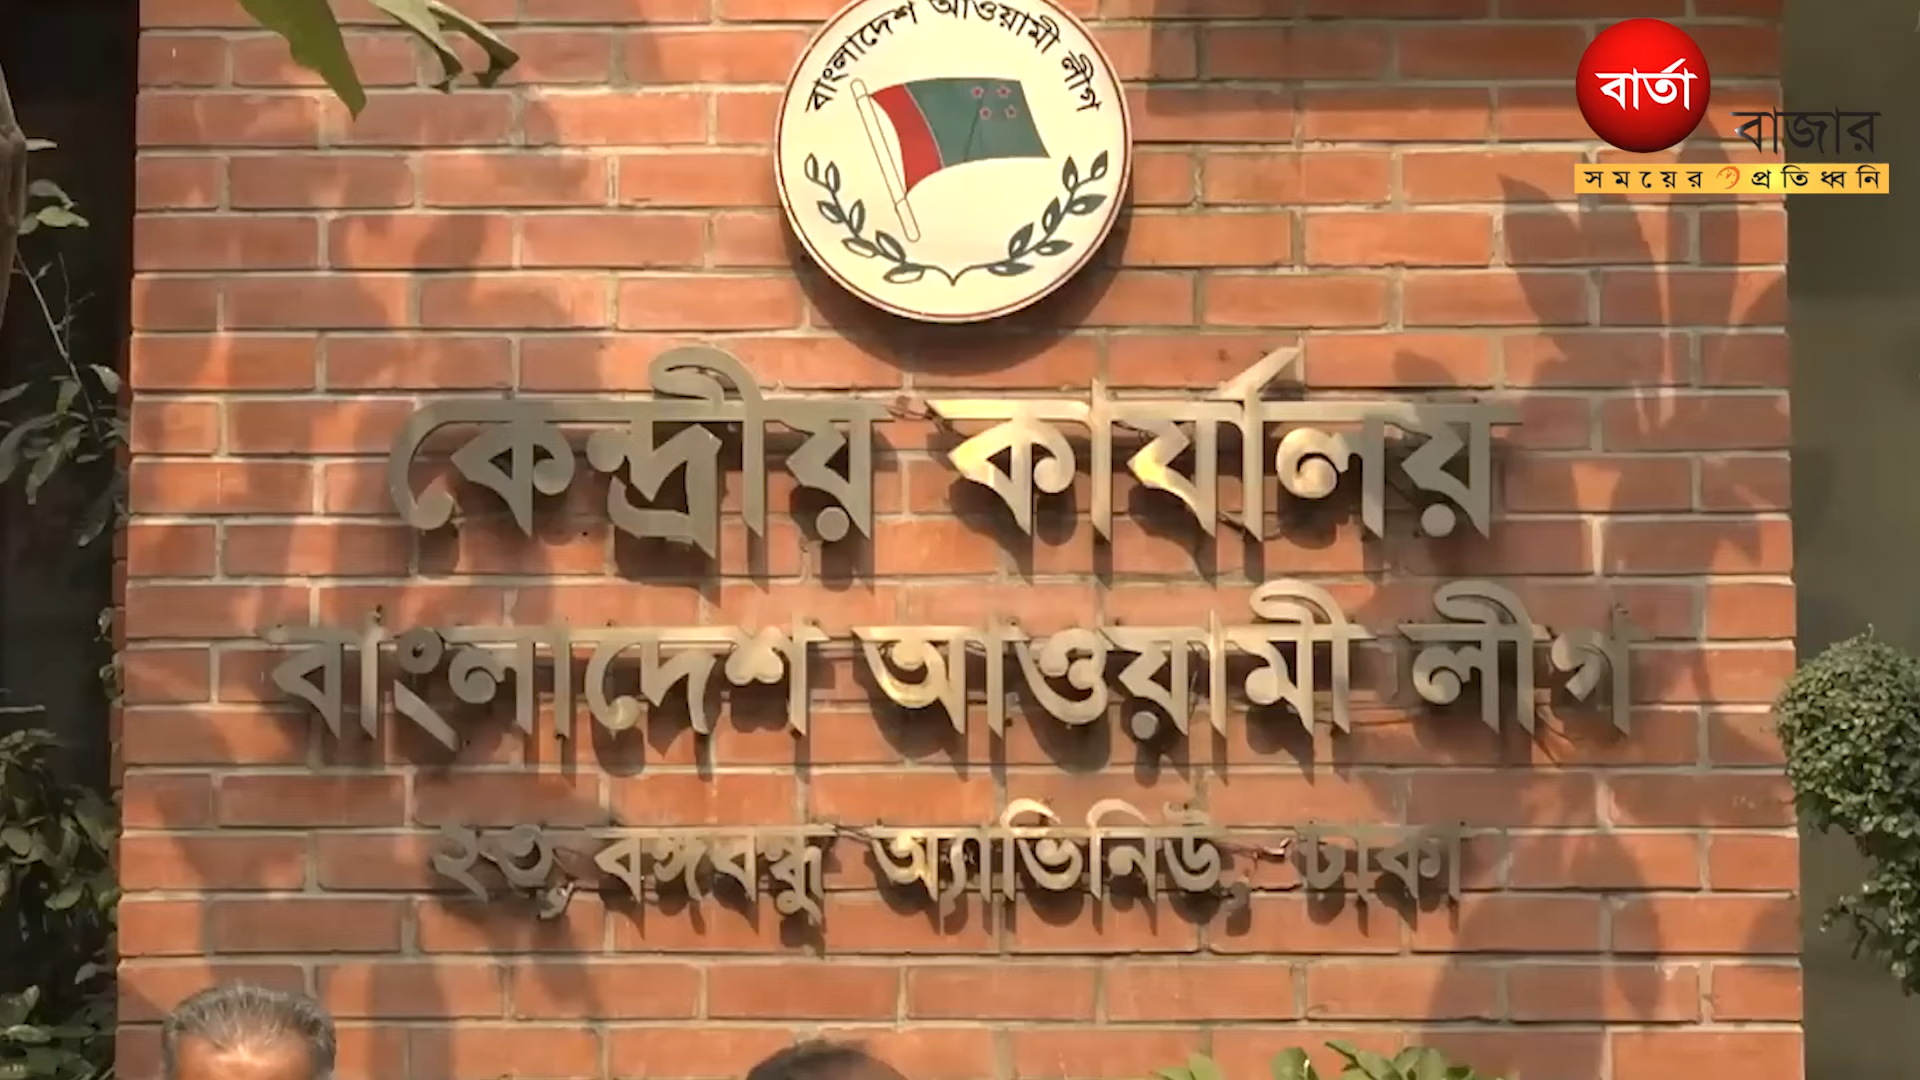 বাংলাদেশ আওয়ামী লীগ
বার্তা
বাজার
সময়ের প্রতিধ্বনি
কেন্দ্রীয় কার্যালয়
বাংলাদেশ আওয়ামী লীগ
২৩, বঙ্গবন্ধু অ্যাভিনিউ, ঢাকা